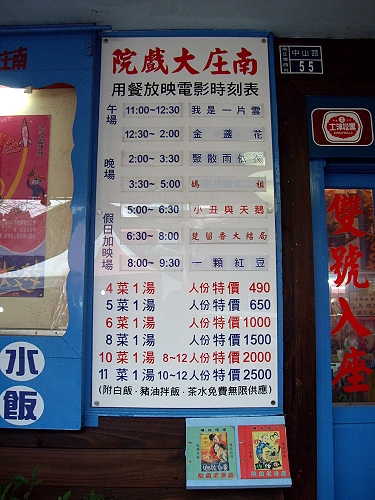 南庄大戲院
用餐放映電影時刻表
午場
11:00~12:30 我是一片雲
12:30~ 2:00 金盞花
晚場
2:00~ 3:30 聚散兩依依
3:30~ 5:00 媽祖
假日加映場
5:00~ 6:30 小丑與天鵝
6:30~ 8:00 楚留香大結局
8:00~ 9:30 一顆紅豆
4 菜 1 湯 人份 特價 490
5 菜 1 湯 人份 特價 650
6 菜 1 湯 人份 特價 1000
8 菜 1 湯 人份 特價 1500
10 菜 1 湯 8~12 人份 特價 2000
11 菜 1 湯 10~12 人份 特價 2500
(附白飯‧豬油拌飯‧茶水免費無限供應)
南庄
水
飯
中山路
55
雙號入座